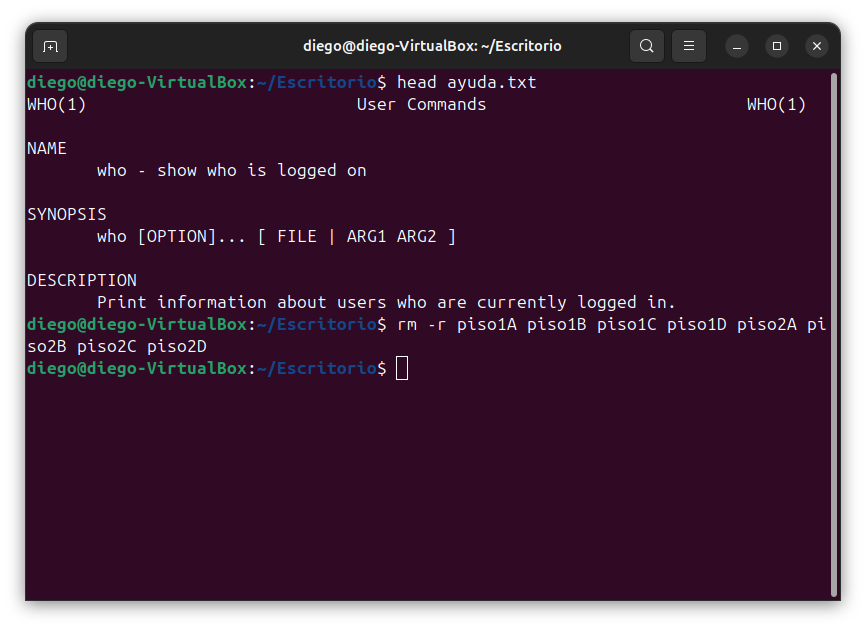 diego@diego-VirtualBox: ~/Escritorio
diego@diego-VirtualBox:~/Escritorio$ head ayuda.txt
WHO(1)                           User Commands                          WHO(1)
NAME
       who - show who is logged on
SYNOPSIS
       who [OPTION]... [ FILE | ARG1 ARG2 ]
DESCRIPTION
       Print information about users who are currently logged in.
diego@diego-VirtualBox:~/Escritorio$ rm -r piso1A piso1B piso1C piso1D piso2A pi
so2B piso2C piso2D
diego@diego-VirtualBox:~/Escritorio$